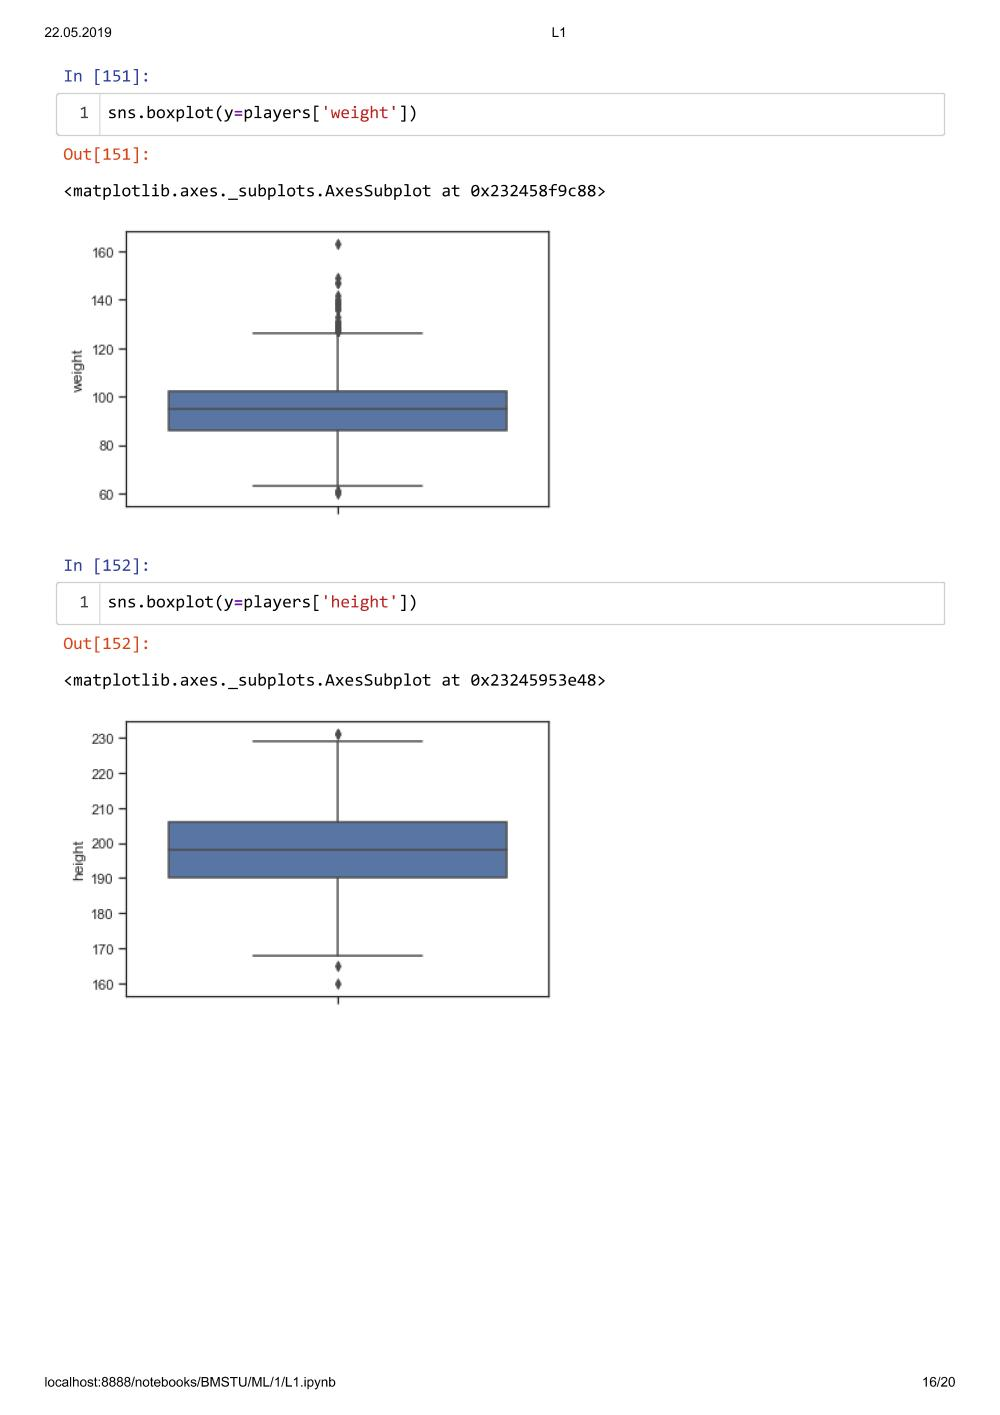 22.05.2019 L1
In [151]:
1 sns.boxplot(y=players['weight'])
Out[151]:
<matplotlib.axes._subplots.AxesSubplot at 0x232458f9c88>
160
140
120
100
80
60
weight
In [152]:
1 sns.boxplot(y=players['height'])
Out[152]:
<matplotlib.axes._subplots.AxesSubplot at 0x23245953e48>
230
220
210
200
190
180
170
160
height
localhost:8888/notebooks/BMSTU/ML/1/L1.ipynb 16/20